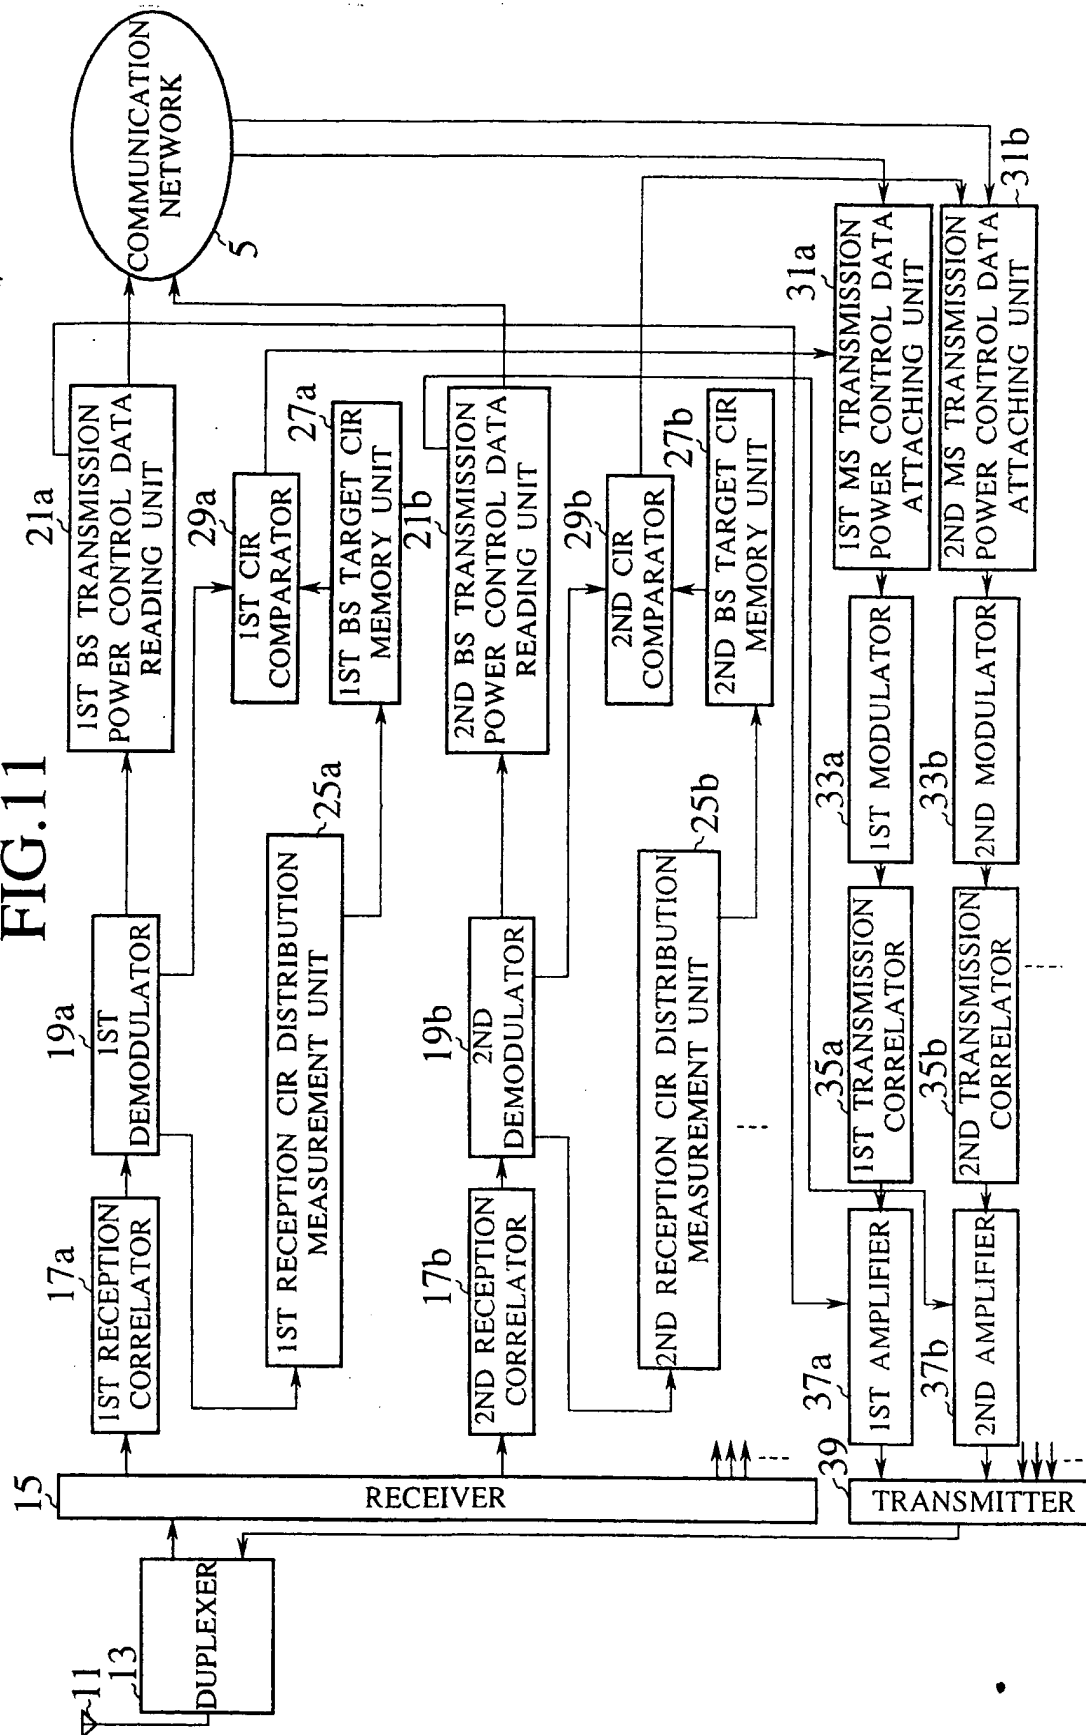 FIG.11
11
13
DUPLEXER
15
RECEIVER
17a
1ST RECEPTION
CORRELATOR
19a
1ST
DEMODULATOR
21a
1ST BS TRANSMISSION
POWER CONTROL DATA
READING UNIT
COMMUNICATION
NETWORK
5
25a
1ST RECEPTION CIR DISTRIBUTION
MEASUREMENT UNIT
29a
1ST CIR
COMPARATOR
27a
1ST BS TARGET CIR
MEMORY UNIT
17b
2ND RECEPTION
CORRELATOR
19b
2ND
DEMODULATOR
21b
2ND BS TRANSMISSION
POWER CONTROL DATA
READING UNIT
25b
2ND RECEPTION CIR DISTRIBUTION
MEASUREMENT UNIT
29b
2ND CIR
COMPARATOR
27b
2ND BS TARGET CIR
MEMORY UNIT
39
TRANSMITTER
37a
1ST AMPLIFIER
35a
1ST TRANSMISSION
CORRELATOR
33a
1ST MODULATOR
31a
1ST MS TRANSMISSION
POWER CONTROL DATA
ATTACHING UNIT
37b
2ND AMPLIFIER
35b
2ND TRANSMISSION
CORRELATOR
33b
2ND MODULATOR
2ND MS TRANSMISSION
POWER CONTROL DATA
ATTACHING UNIT
31b